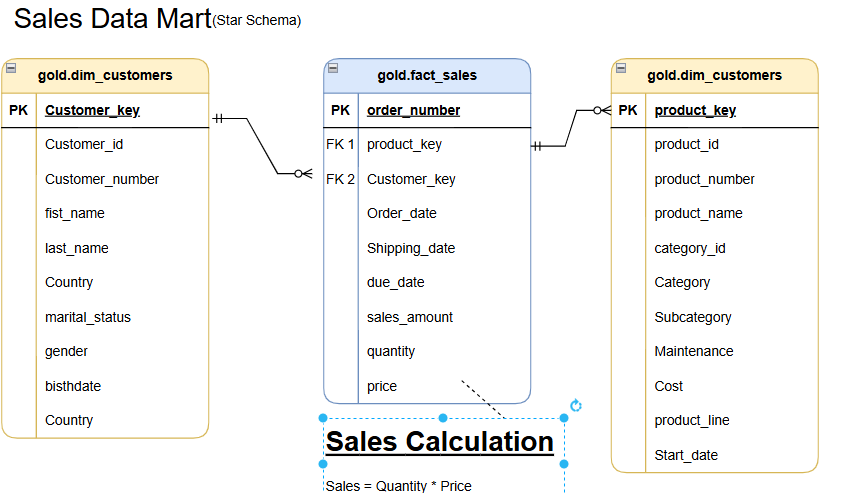 Sales Data Mart(Star Schema)
gold.dim_customers
PK Customer_key
Customer_id
Customer_number
fist_name
last_name
Country
marital_status
gender
bisthdate
Country
gold.fact_sales
PK order_number
FK 1 product_key
FK 2 Customer_key
Order_date
Shipping_date
due_date
sales_amount
quantity
price
gold.dim_customers
PK product_key
product_id
product_number
product_name
category_id
Category
Subcategory
Maintenance
Cost
product_line
Start_date
Sales Calculation
Sales = Quantity * Price